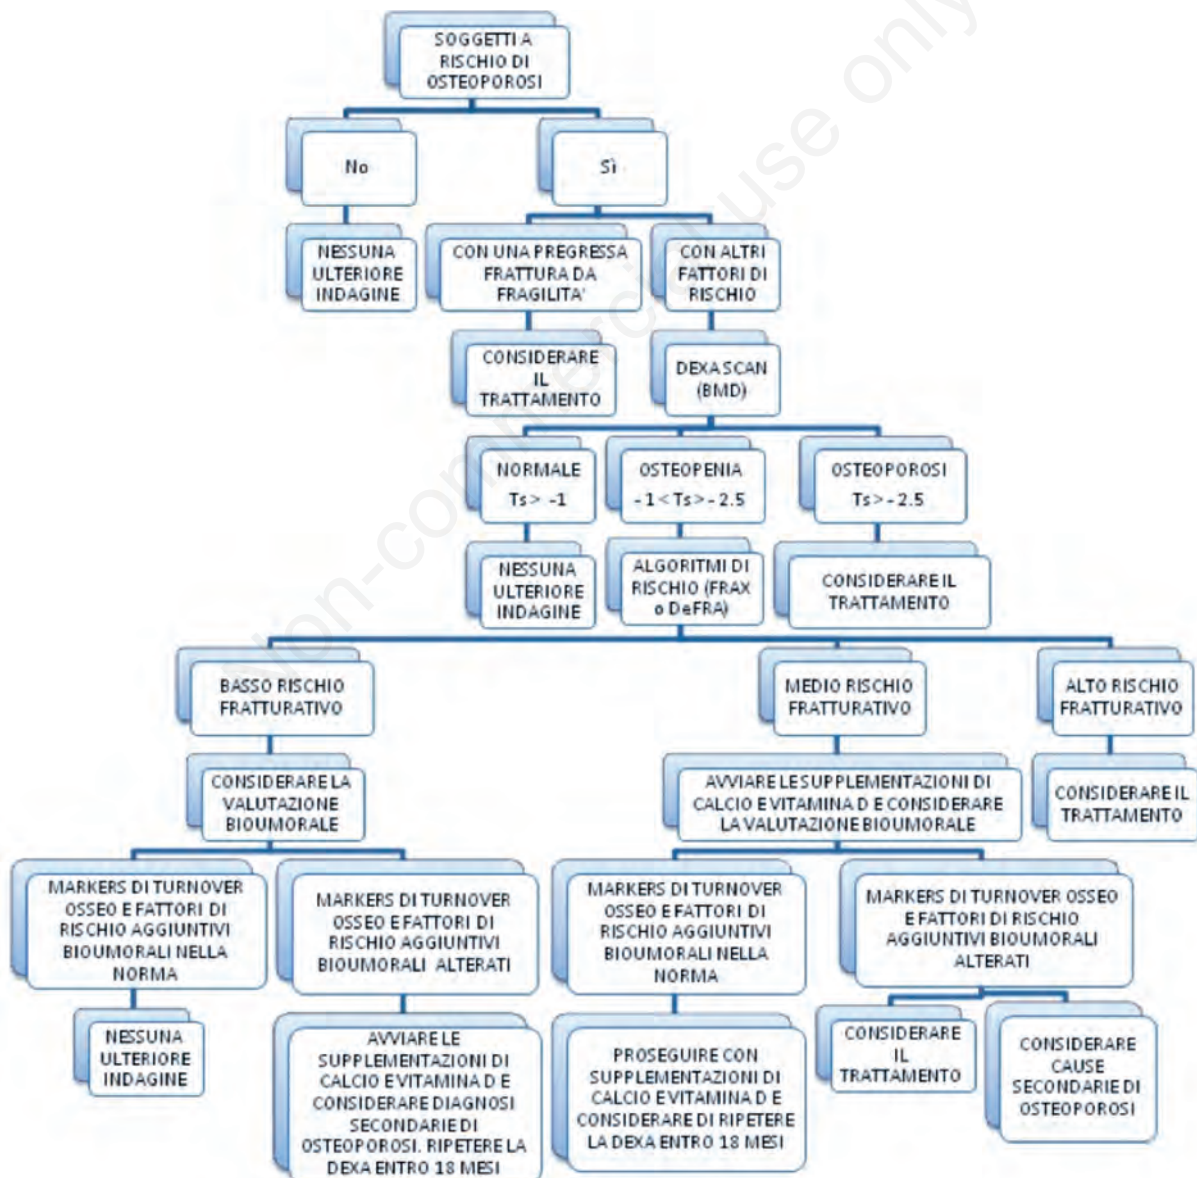 SOGGETTI A
RISCHIO DI
OSTEOPOROSI
No
Sì
NESSUNA
ULTERIORE
INDAGINE
CON UNA PREGRESSA
FRATTURA DA
FRAGILITA'
CON ALTRI
FATTORI DI
RISCHIO
CONSIDERARE
IL
TRATTAMENTO
DEXA SCAN
(BMD)
NORMALE
Ts > -1
OSTEOPENIA
- 1 < Ts > - 2.5
OSTEOPOROSI
Ts > - 2.5
NESSUNA
ULTERIORE
INDAGINE
ALGORITMI DI
RISCHIO (FRAX
o DeFRA)
CONSIDERARE IL
TRATTAMENTO
BASSO RISCHIO
FRATTURATIVO
MEDIO RISCHIO
FRATTURATIVO
ALTO RISCHIO
FRATTURATIVO
CONSIDERARE LA
VALUTAZIONE
BIOUMORALE
AVVIARE LE SUPPLEMENTAZIONI DI
CALCIO E VITAMINA D E CONSIDERARE
LA VALUTAZIONE BIOUMORALE
CONSIDERARE IL
TRATTAMENTO
MARKERS DI TURNOVER
OSSEO E FATTORI DI
RISCHIO AGGIUNTIVI
BIOUMORALI NELLA
NORMA
MARKERS DI TURNOVER
OSSEO E FATTORI DI
RISCHIO AGGIUNTIVI
BIOUMORALI ALTERATI
MARKERS DI TURNOVER
OSSEO E FATTORI DI
RISCHIO AGGIUNTIVI
BIOUMORALI NELLA
NORMA
MARKERS DI TURNOVER OSSEO
E FATTORI DI RISCHIO
AGGIUNTIVI BIOUMORALI
ALTERATI
NESSUNA
ULTERIORE
INDAGINE
AVVIARE LE
SUPPLEMENTAZIONI DI
CALCIO E VITAMINA D E
CONSIDERARE DIAGNOSI
SECONDARIE DI
OSTEOPOROSI. RIPETERE LA
DEXA ENTRO 18 MESI
PROSEGUIRE CON
SUPPLEMENTAZIONI DI
CALCIO E VITAMINA D E
CONSIDERARE DI RIPETERE
LA DEXA ENTRO 18 MESI
CONSIDERARE
IL
TRATTAMENTO
CONSIDERARE
CAUSE
SECONDARIE DI
OSTEOPOROSI
Non-commercial use only